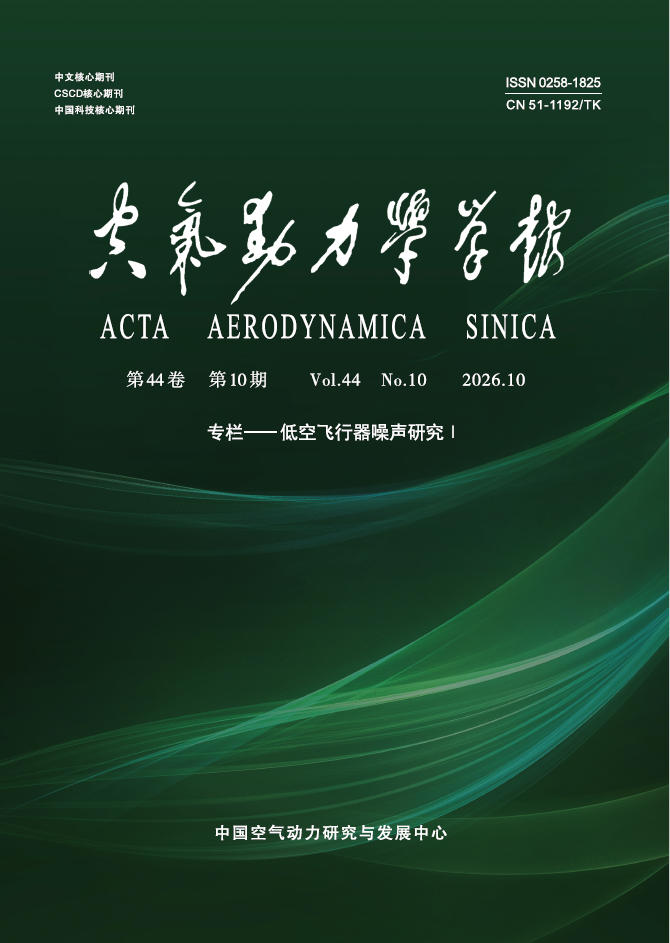 中文核心期刊
CSCD核心期刊
中国科技核心期刊
ISSN 0258-1825
CN 51-1192/TK
空氣動力學学报
ACTA AERODYNAMICA SINICA
第44卷 第10期 Vol.44 No.10 2026.10
专栏——低空飞行器噪声研究 I
中国空气动力研究与发展中心